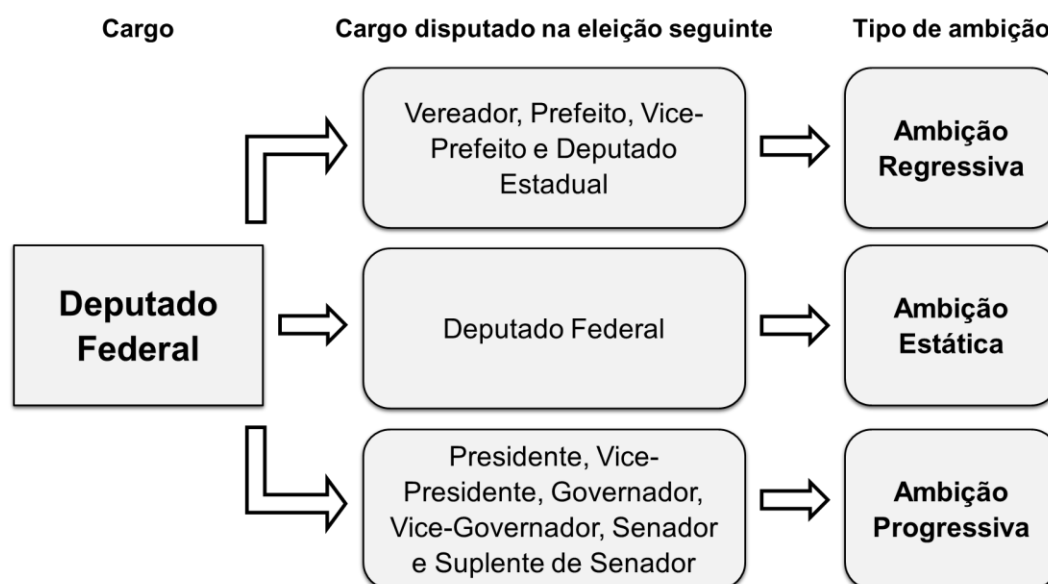 Cargo
Cargo disputado na eleição seguinte
Tipo de ambição
Vereador, Prefeito, Vice-
Prefeito e Deputado
Estadual
Ambição
Regressiva
Deputado
Federal
Deputado Federal
Ambição
Estática
Presidente, Vice-
Presidente, Governador,
Vice-Governador, Senador
e Suplente de Senador
Ambição
Progressiva